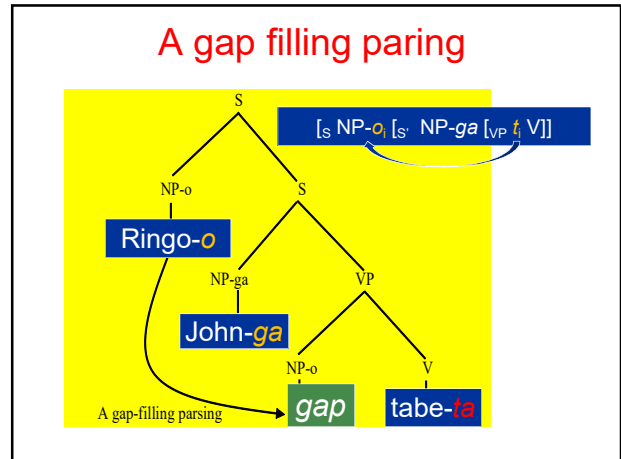 A gap filling paring
S
[S NP-oi [S' NP-ga [VP ti V]]]
NP-o
S
Ringo-o
NP-ga
VP
John-ga
NP-o
V
gap
tabe-ta
A gap-filling parsing